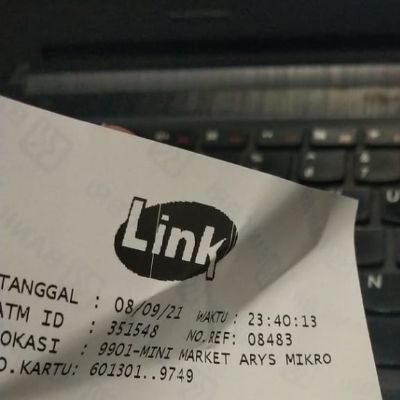 Link
TANGGAL : 08/09/21 WAKTU : 23:40:13
ATM ID : 351548 NO.REF: 08483
LOKASI : 9901-MINI MARKET ARYS MIKRO
O.KARTU: 601301..9749